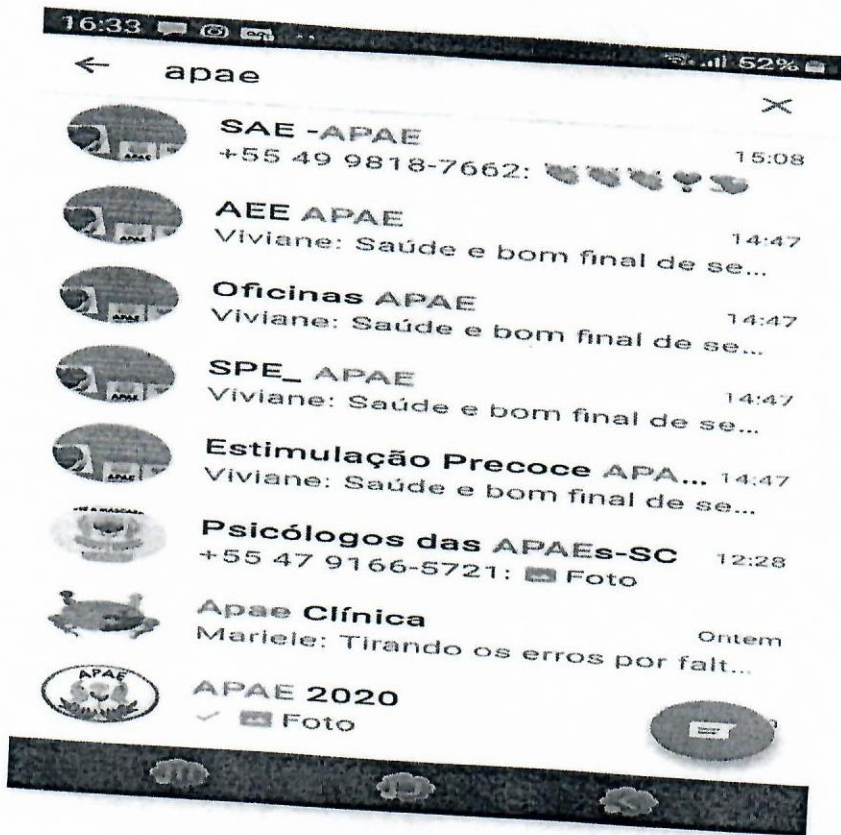 16:33 52%
apae
SAE -APAE
15:08
+55 49 9818-7662:
AEE APAE
14:47
Viviane: Saúde e bom final de se...
Oficinas APAE
14:47
Viviane: Saúde e bom final de se...
SPE_ APAE
14:47
Viviane: Saúde e bom final de se...
Estimulação Precoce APA... 14:47
Viviane: Saúde e bom final de se...
Psicólogos das APAEs-SC 12:28
+55 47 9166-5721: Foto
Apae Clínica
Ontem
Mariele: Tirando os erros por falt...
APAE
APAE 2020
Foto